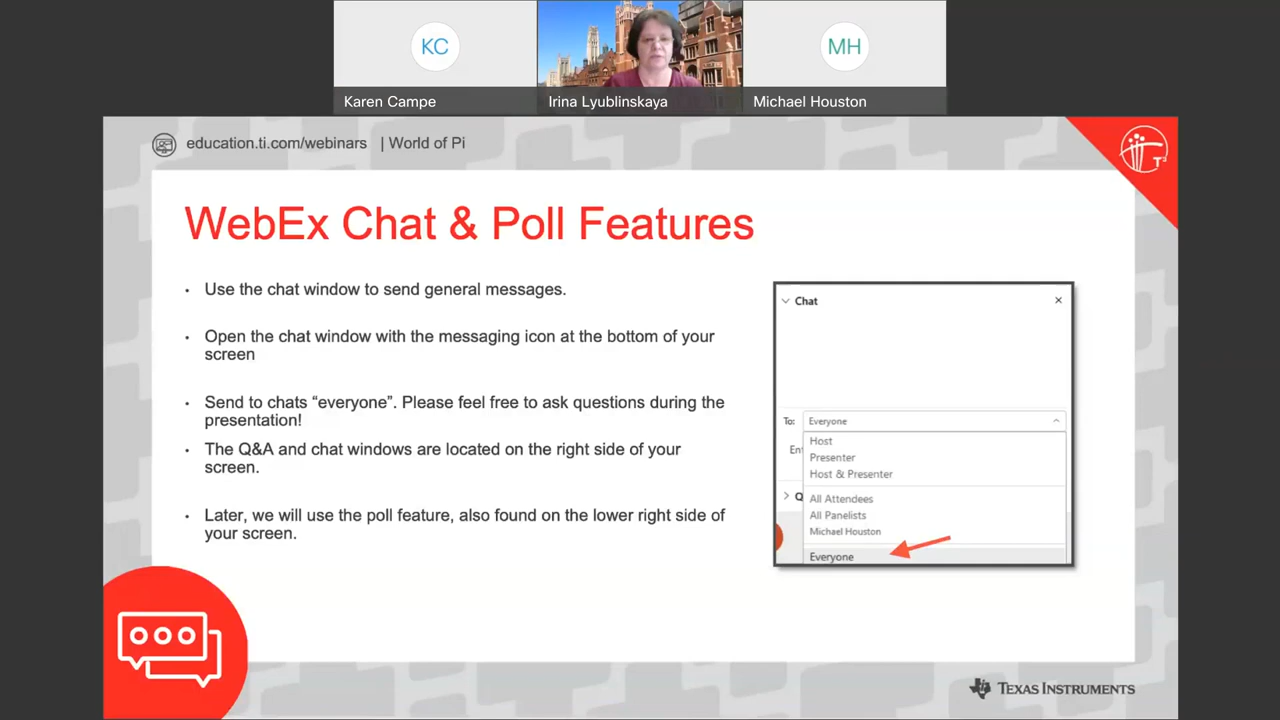 KC
MH
Karen Campe
Irina Lyublinskaya
Michael Houston
education.ti.com/webinars | World of Pi
WebEx Chat & Poll Features
• Use the chat window to send general messages.
• Open the chat window with the messaging icon at the bottom of your
screen
• Send to chats “everyone”. Please feel free to ask questions during the
presentation!
• The Q&A and chat windows are located on the right side of your
screen.
• Later, we will use the poll feature, also found on the lower right side of
your screen.
Chat
To: Everyone
Host
Presenter
Host & Presenter
All Attendees
All Panelists
Michael Houston
Everyone
TEXAS INSTRUMENTS